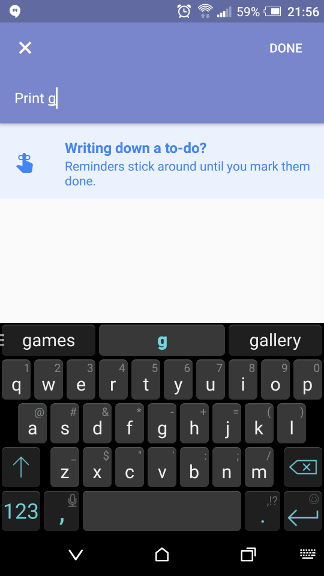 59% 21:56
DONE
Print g
Writing down a to-do?
Reminders stick around until you mark them
done.
games g gallery
1 2 3 4 5 6 7 8 9 0
q w e r t y u i o p
@ # & * - + = ( )
a s d f g h j k l
_ $ " ' : ; /
z x c v b n m
123 , . ,!?